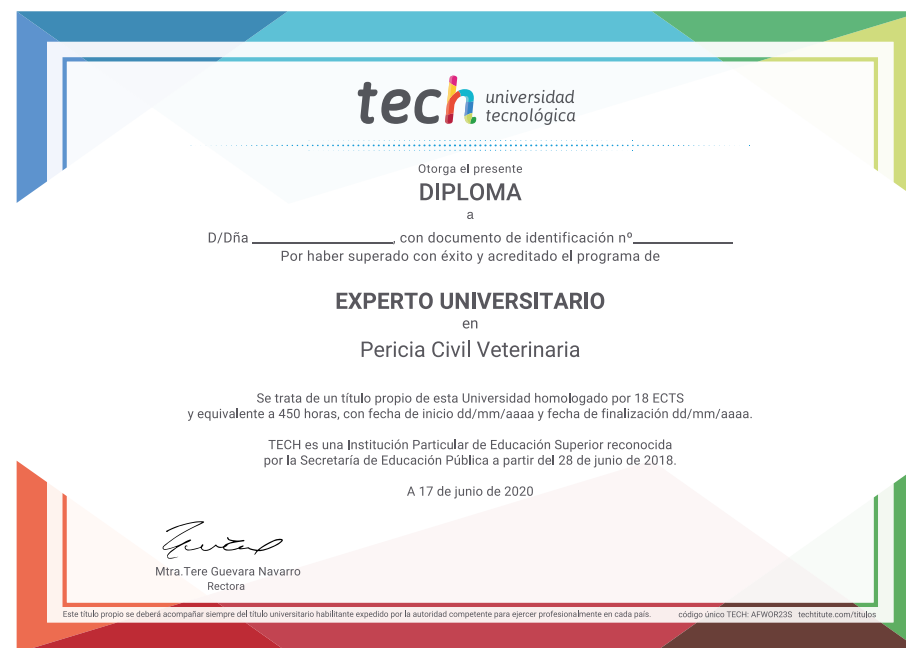 tech universidad
tecnológica
Otorga el presente
DIPLOMA
a
D/Dña ____________, con documento de identificación nº____________
Por haber superado con éxito y acreditado el programa de
EXPERTO UNIVERSITARIO
en
Pericia Civil Veterinaria
Se trata de un título propio de esta Universidad homologado por 18 ECTS
y equivalente a 450 horas, con fecha de inicio dd/mm/aaaa y fecha de finalización dd/mm/aaaa.
TECH es una Institución Particular de Educación Superior reconocida
por la Secretaría de Educación Pública a partir del 28 de junio de 2018.
A 17 de junio de 2020
Mtra.Tere Guevara Navarro
Rectora
Este título propio se deberá acompañar siempre del título universitario habilitante expedido por la autoridad competente para ejercer profesionalmente en cada país. código único TECH: AFWOR23S techtitute.com/titulos